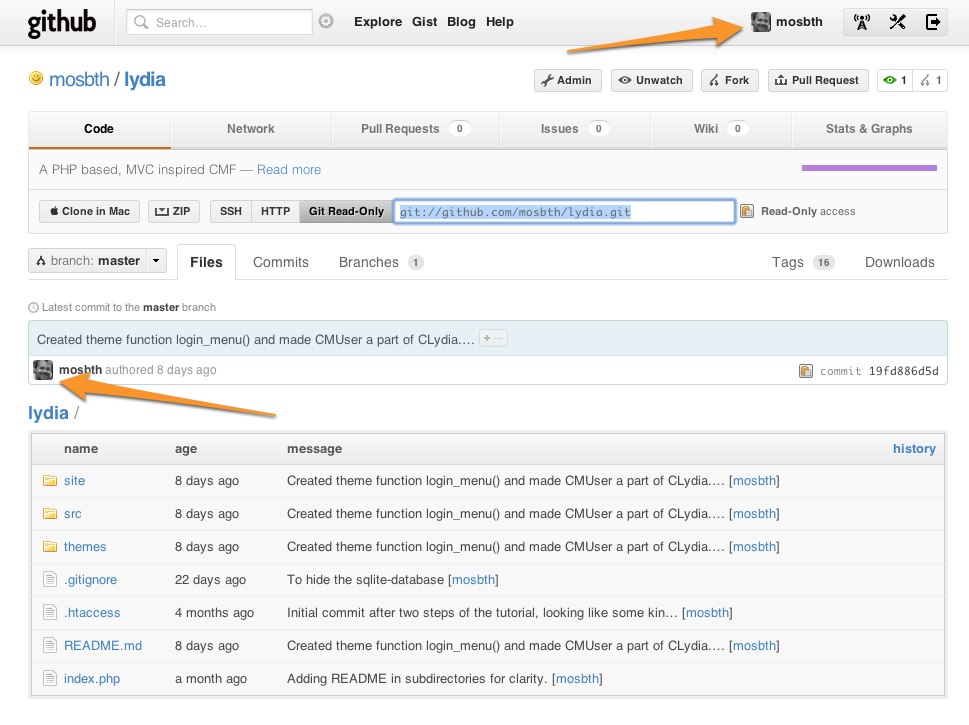 github Search... Explore Gist Blog Help mosbth
mosbth / lydia Admin Unwatch Fork Pull Request 1 1
Code Network Pull Requests 0 Issues 0 Wiki 0 Stats & Graphs
A PHP based, MVC inspired CMF — Read more
Clone in Mac ZIP SSH HTTP Git Read-Only git://github.com/mosbth/lydia.git Read-Only access
branch: master Files Commits Branches 1 Tags 16 Downloads
Latest commit to the master branch
Created theme function login_menu() and made CMUser a part of CLydia.... + ...
mosbth authored 8 days ago commit 19fd886d5d
lydia /
name age message history
site 8 days ago Created theme function login_menu() and made CMUser a part of CLydia.... [mosbth]
src 8 days ago Created theme function login_menu() and made CMUser a part of CLydia.... [mosbth]
themes 8 days ago Created theme function login_menu() and made CMUser a part of CLydia.... [mosbth]
.gitignore 22 days ago To hide the sqlite-database [mosbth]
.htaccess 4 months ago Initial commit after two steps of the tutorial, looking like some kin... [mosbth]
README.md 8 days ago Created theme function login_menu() and made CMUser a part of CLydia.... [mosbth]
index.php a month ago Adding README in subdirectories for clarity. [mosbth]